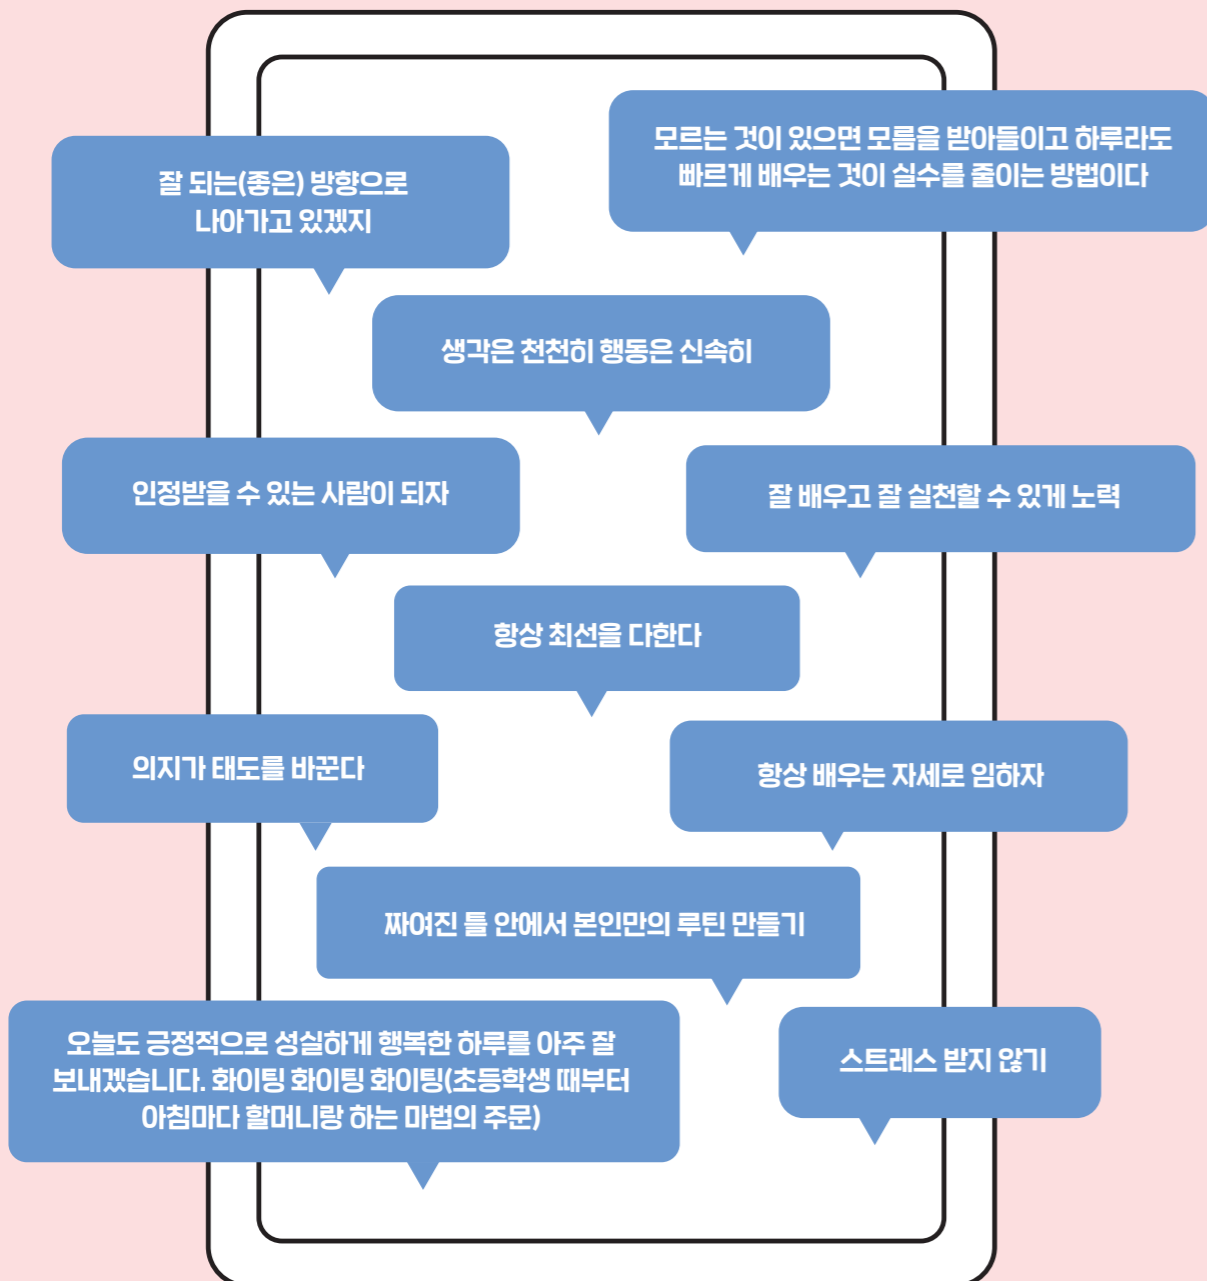 잘 되는(좋은) 방향으로
나아가고 있겠지
모르는 것이 있으면 모름을 받아들이고 하루라도
빠르게 배우는 것이 실수를 줄이는 방법이다
생각은 천천히 행동은 신속히
인정받을 수 있는 사람이 되자
잘 배우고 잘 실천할 수 있게 노력
항상 최선을 다한다
의지가 태도를 바꾼다
항상 배우는 자세로 임하자
짜여진 틀 안에서 본인만의 루틴 만들기
오늘도 긍정적으로 성실하게 행복한 하루를 아주 잘
보내겠습니다. 화이팅 화이팅 화이팅(초등학생 때부터
아침마다 할머니랑 하는 마법의 주문)
스트레스 받지 않기